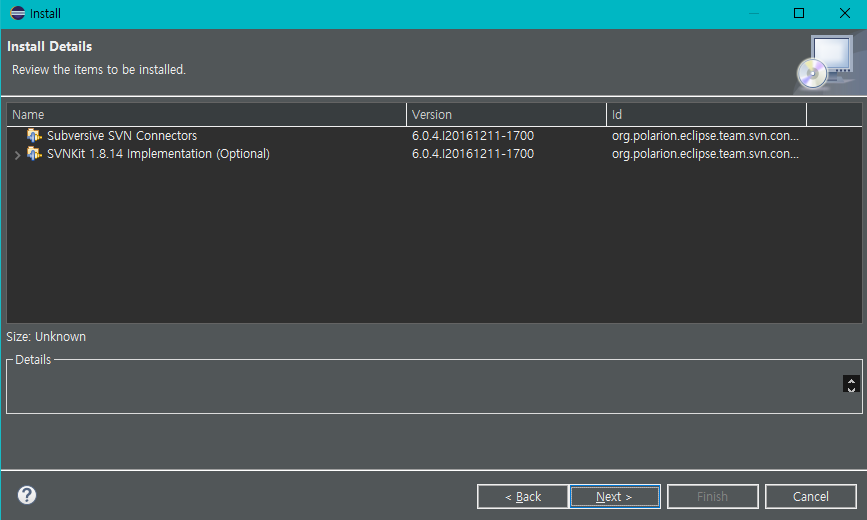 Install
Install Details
Review the items to be installed.
Name Version Id
Subversive SVN Connectors 6.0.4.I20161211-1700 org.polarion.eclipse.team.svn.con...
SVNKit 1.8.14 Implementation (Optional) 6.0.4.I20161211-1700 org.polarion.eclipse.team.svn.con...
Size: Unknown
Details
< Back Next > Finish Cancel